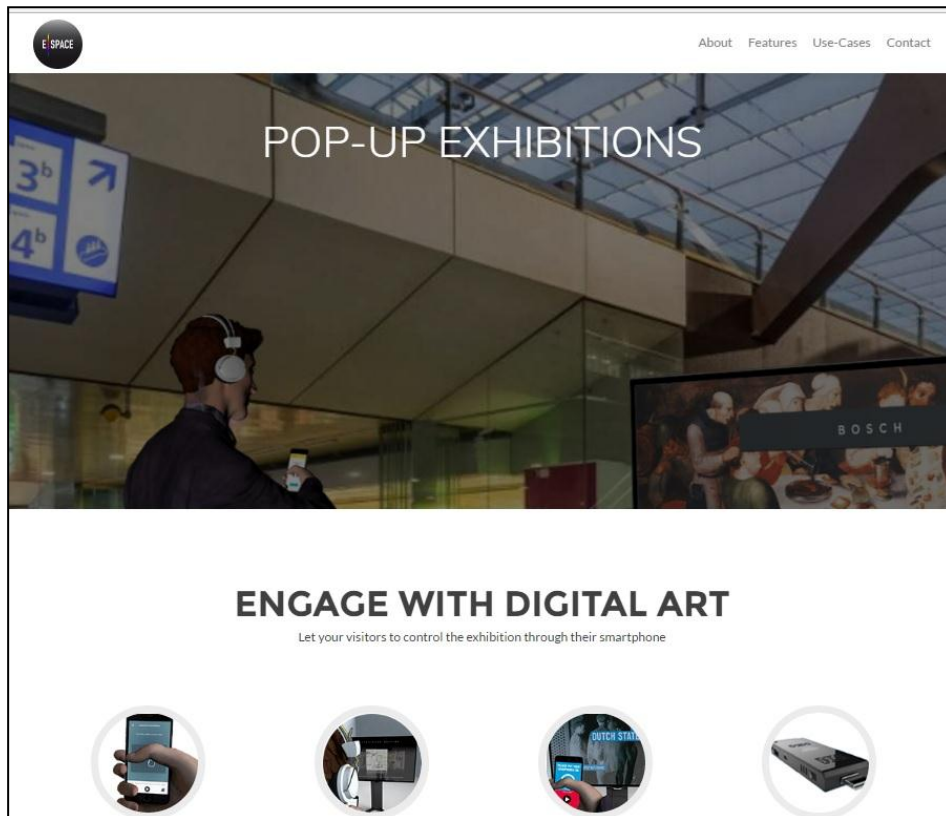 E SPACE
About Features Use-Cases Contact
POP-UP EXHIBITIONS
3b
4b
BOSCH
ENGAGE WITH DIGITAL ART
Let your visitors to control the exhibition through their smartphone
DUTCH STATE